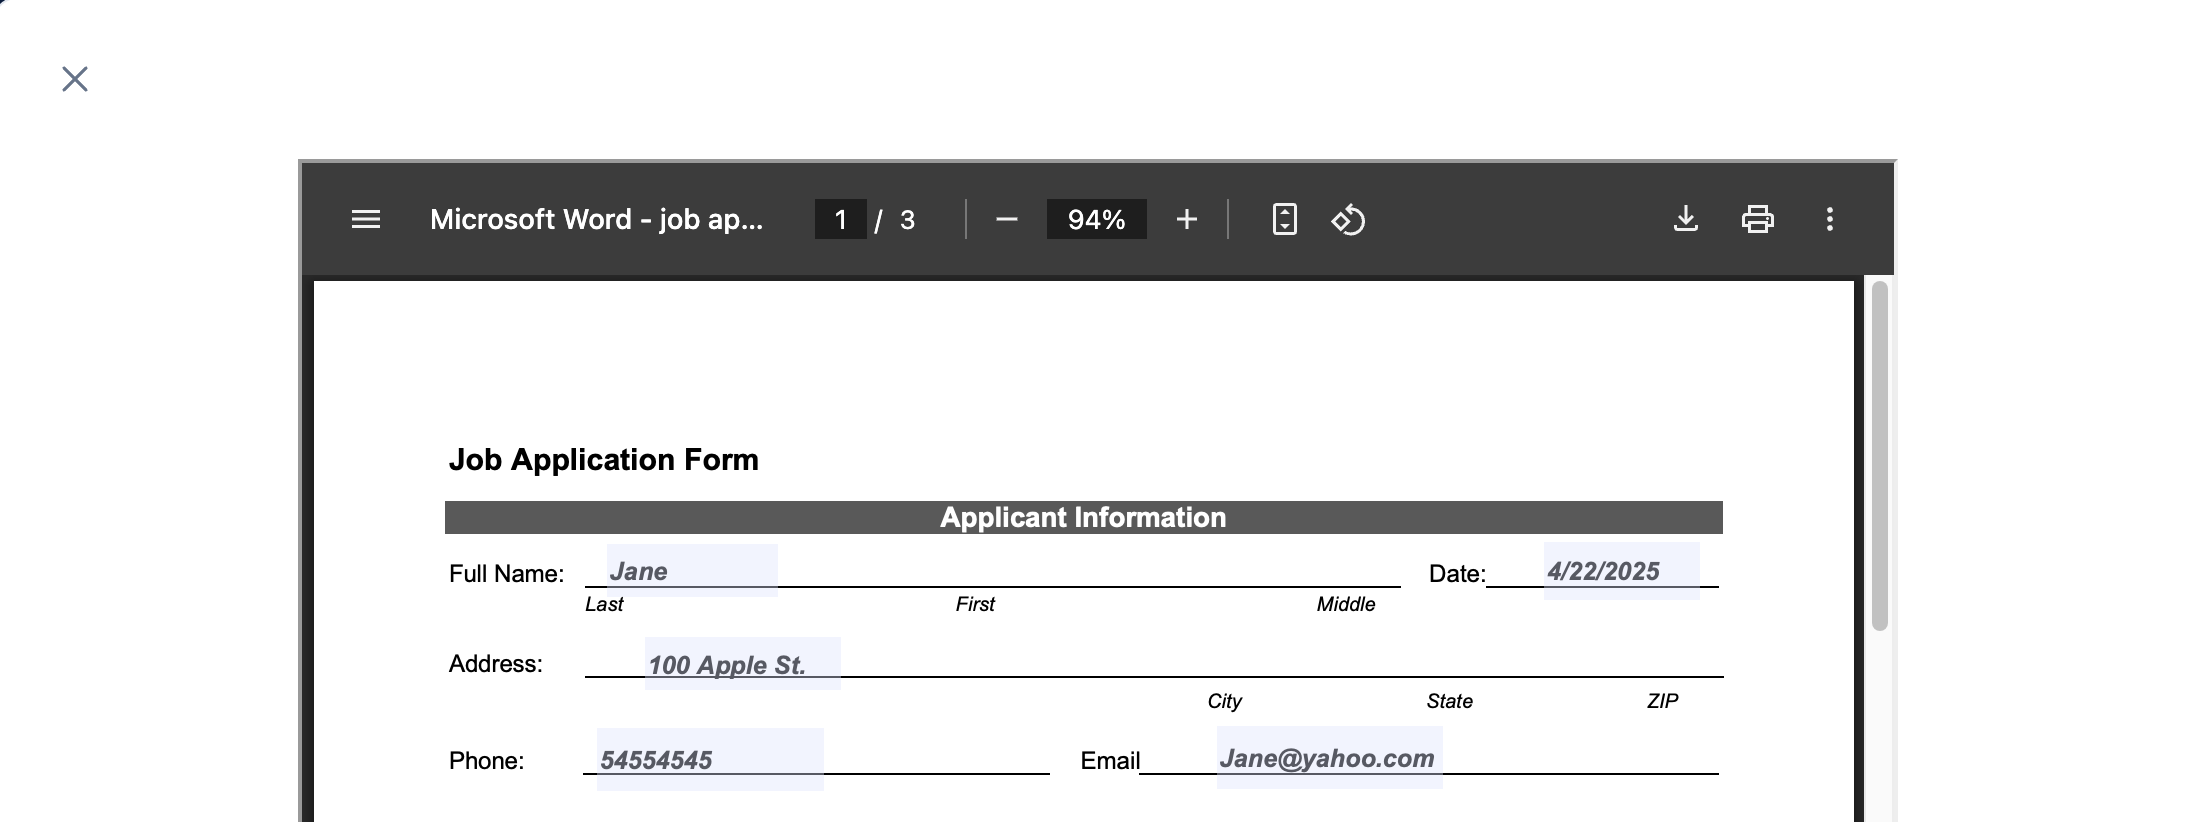 Microsoft Word - job ap... 1 / 3 94%
Job Application Form
Applicant Information
Full Name: Jane Date: 4/22/2025
Last First Middle
Address: 100 Apple St.
City State ZIP
Phone: 54554545 Email Jane@yahoo.com